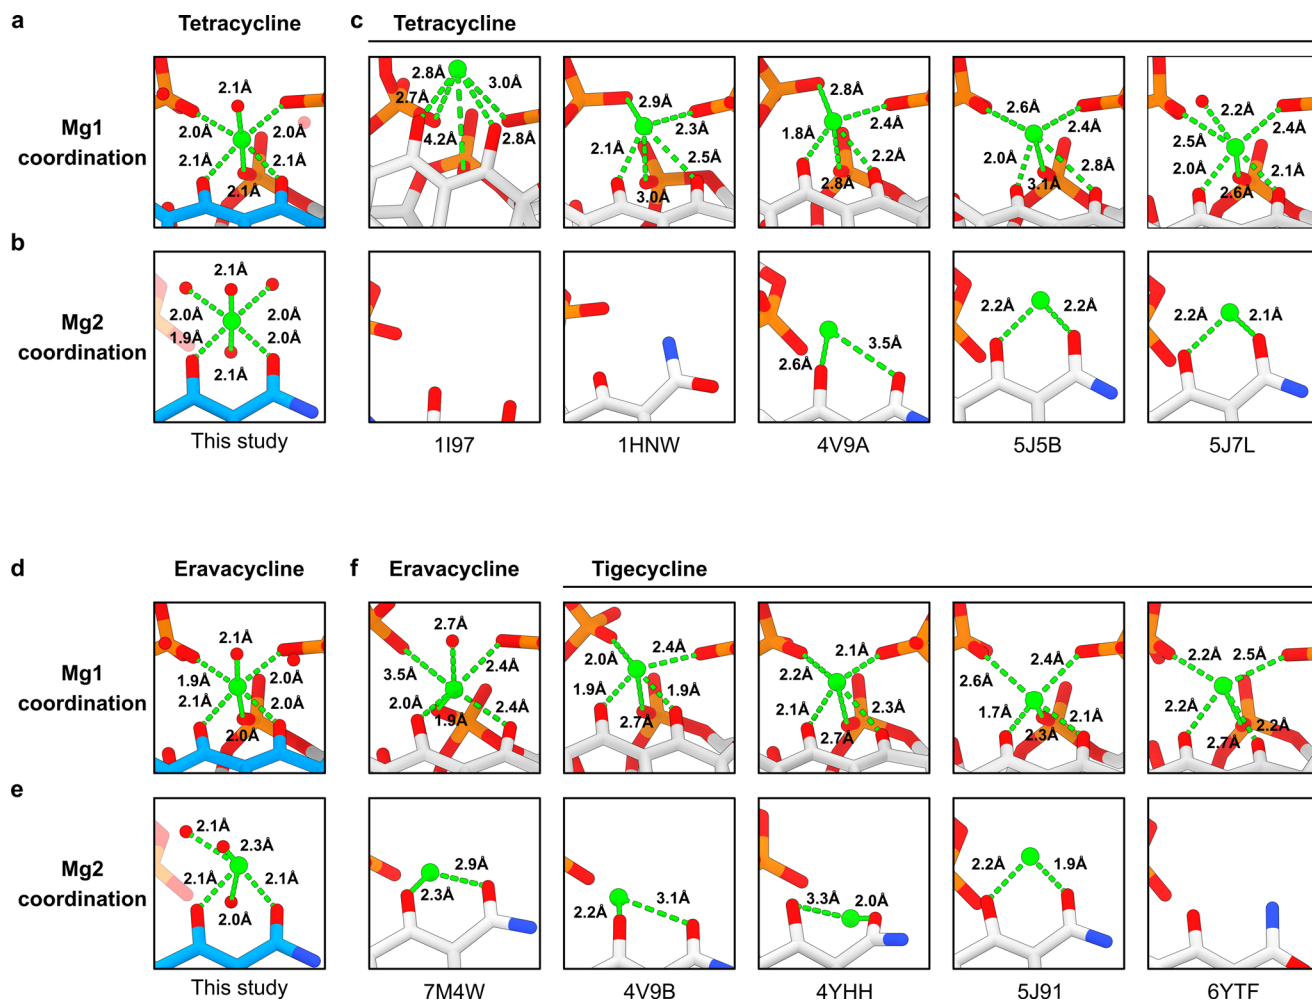 a
Tetracycline
c
Tetracycline
Mg1
coordination
2.1Å
2.0Å
2.0Å
2.1Å
2.1Å
2.1Å
2.8Å
3.0Å
2.7Å
4.2Å
2.8Å
2.9Å
2.3Å
2.1Å
2.5Å
3.0Å
2.8Å
2.4Å
1.8Å
2.2Å
2.8Å
2.6Å
2.4Å
2.0Å
2.8Å
3.1Å
2.2Å
2.4Å
2.5Å
2.0Å
2.1Å
2.6Å
b
Mg2
coordination
2.1Å
2.0Å
2.0Å
1.9Å
2.0Å
2.1Å
2.6Å
3.5Å
2.2Å
2.2Å
2.2Å
2.1Å
This study
1I97
1HNW
4V9A
5J5B
5J7L
d
Eravacycline
f
Eravacycline
Tigecycline
Mg1
coordination
2.1Å
1.9Å
2.0Å
2.1Å
2.0Å
2.0Å
2.7Å
3.5Å
2.4Å
2.0Å
1.9Å
2.4Å
2.0Å
2.4Å
1.9Å
1.9Å
2.7Å
2.1Å
2.2Å
2.1Å
2.3Å
2.7Å
2.4Å
2.6Å
1.7Å
2.1Å
2.3Å
2.2Å
2.5Å
2.2Å
2.2Å
2.7Å
e
Mg2
coordination
2.1Å
2.3Å
2.1Å
2.1Å
2.0Å
2.9Å
2.3Å
2.2Å
3.1Å
3.3Å
2.0Å
2.2Å
1.9Å
This study
7M4W
4V9B
4YHH
5J91
6YTF